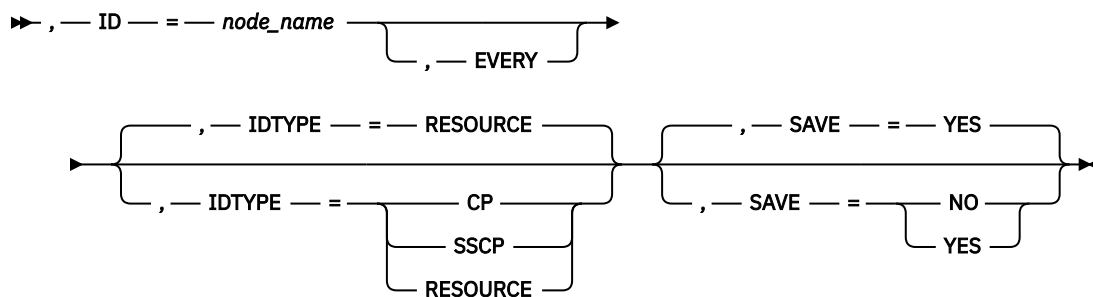 , ID = node_name
, EVERY
, IDTYPE = RESOURCE , SAVE = YES
, IDTYPE = CP , SAVE = NO
SSCP YES
RESOURCE